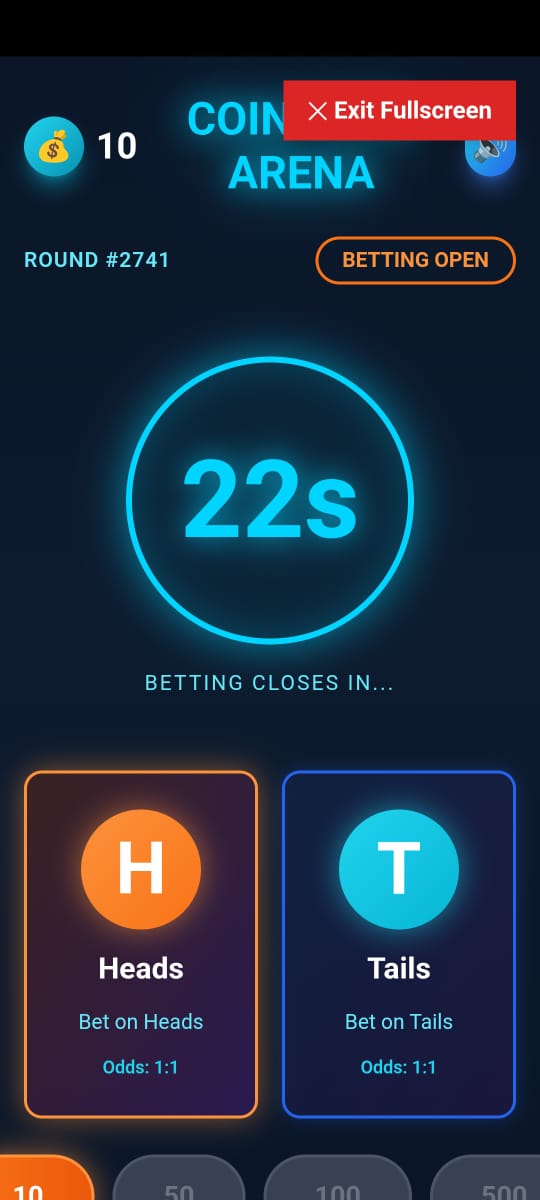 10
COIN
ARENA
Exit Fullscreen
ROUND #2741
BETTING OPEN
22s
BETTING CLOSES IN...
H
Heads
Bet on Heads
Odds: 1:1
T
Tails
Bet on Tails
Odds: 1:1
10
50
100
500